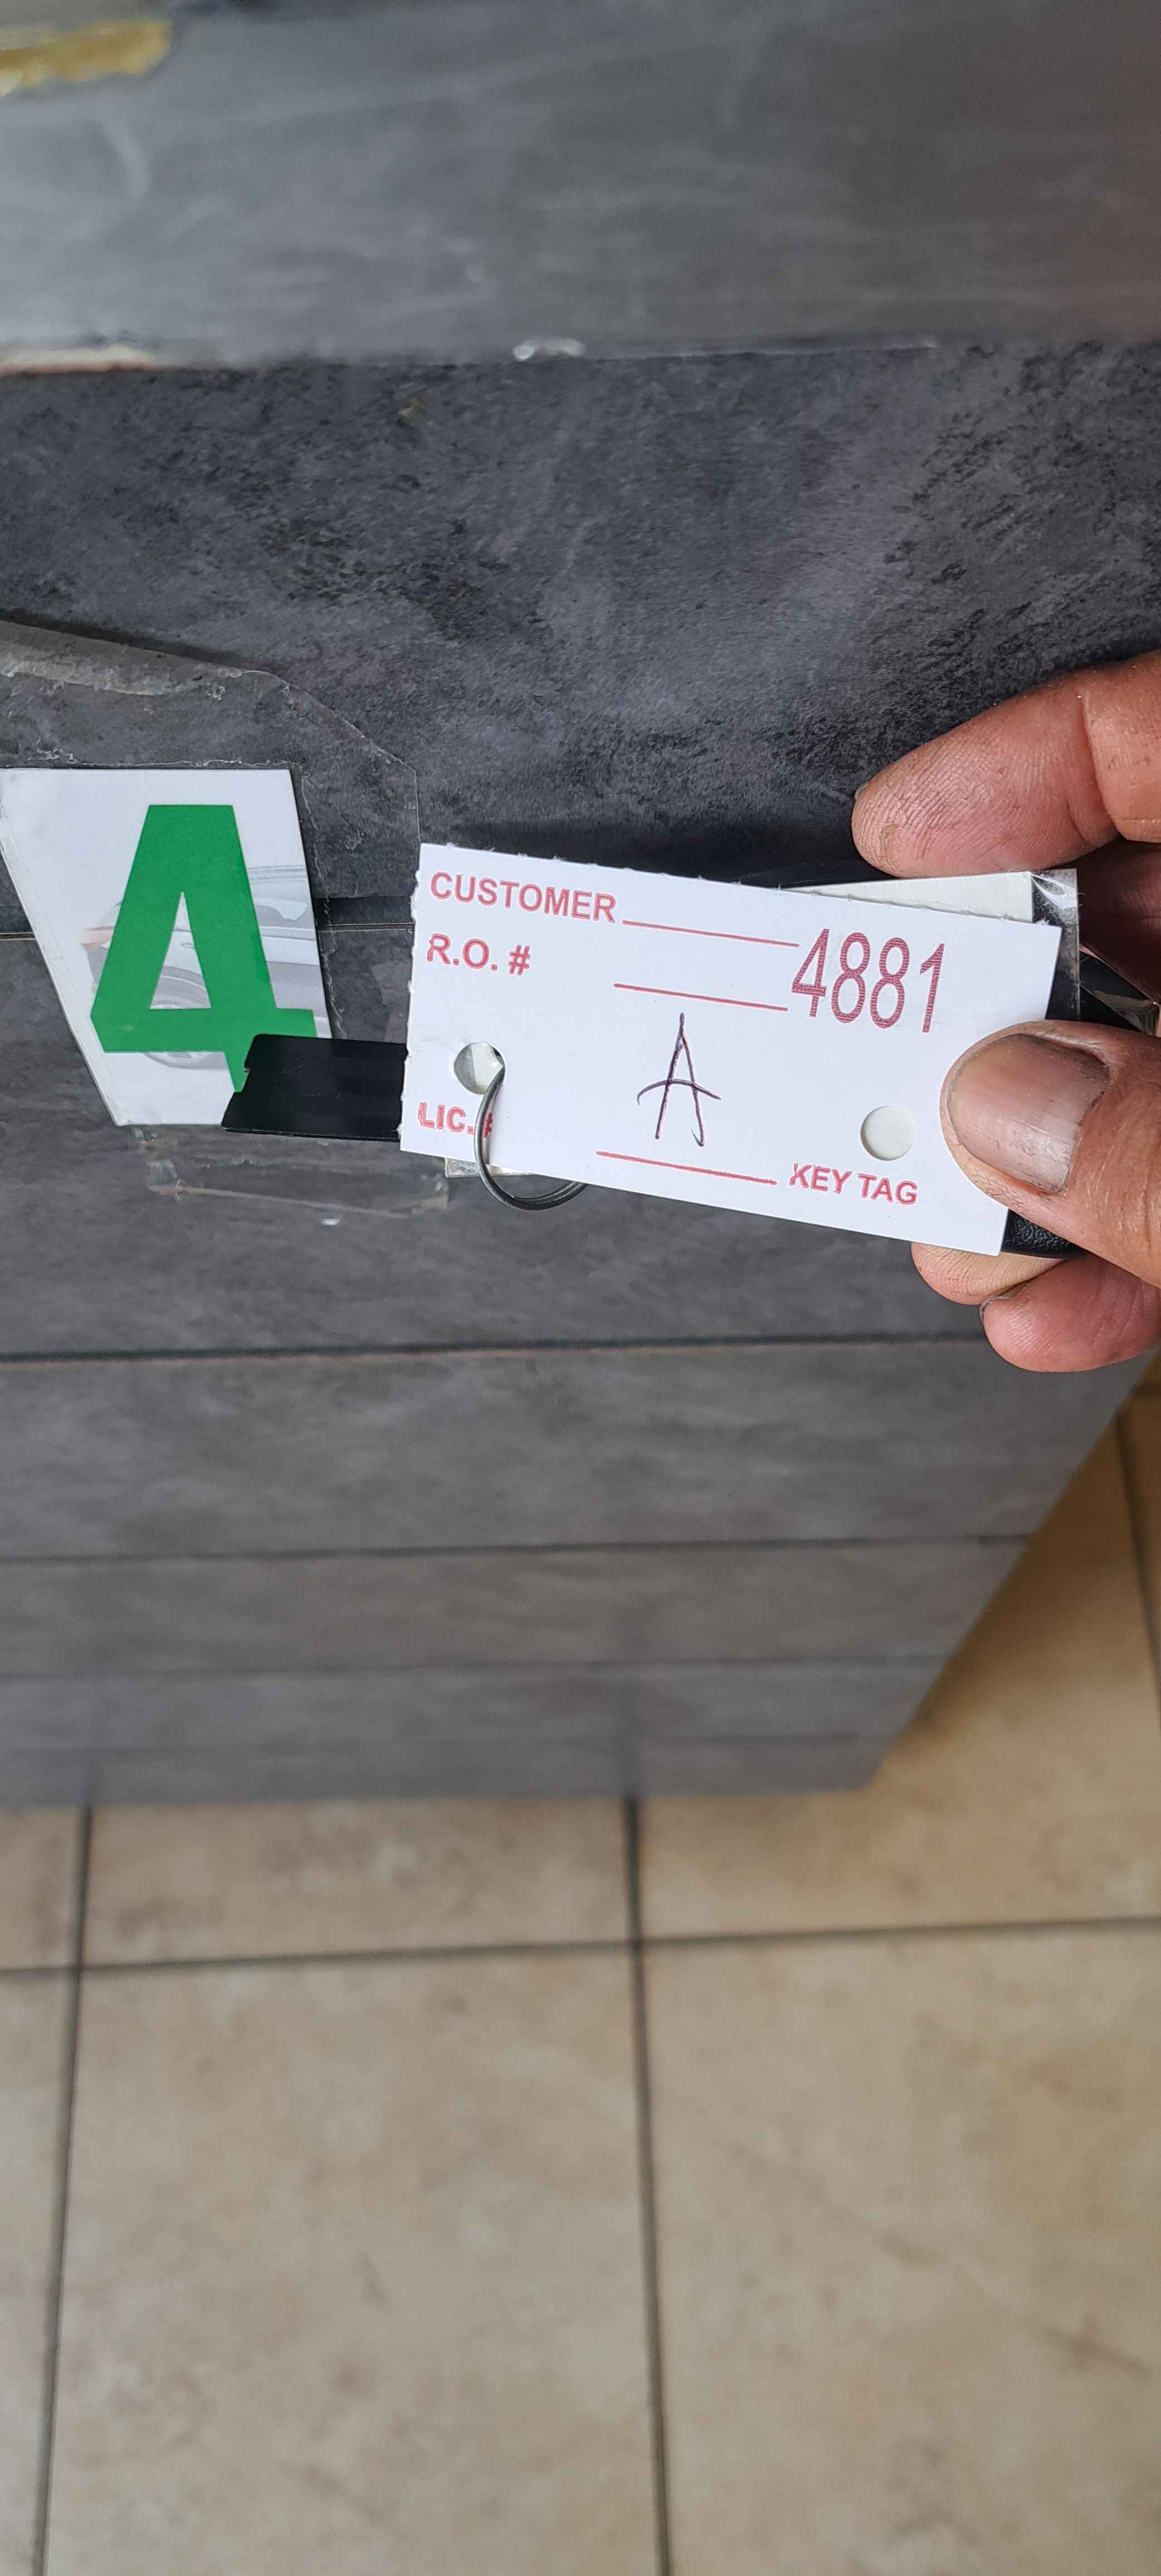 4
CUSTOMER
R.O. #
4881
A
LIC. #
KEY TAG